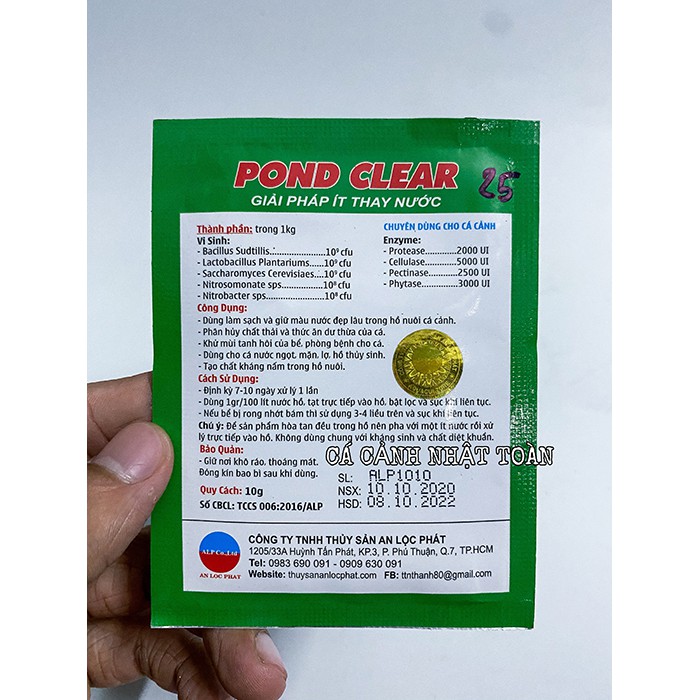 POND CLEAR
25
GIẢI PHÁP ÍT THAY NƯỚC
Thành phần: trong 1kg
Vi Sinh:
- Bacillus Sudtillis.................10⁹ cfu
- Lactobacillus Plantariums......10⁹ cfu
- Saccharomyces Cerevisiaes....10⁹ cfu
- Nitrosomonate sps...............10⁸ cfu
- Nitrobacter sps...................10⁸ cfu
CHUYÊN DÙNG CHO CÁ CẢNH
Enzyme:
- Protease.............2000 UI
- Cellulase............5000 UI
- Pectinase...........2500 UI
- Phytase..............3000 UI
Công Dụng:
- Dùng làm sạch và giữ màu nước đẹp lâu trong hồ nuôi cá cảnh.
- Phân hủy chất thải và thức ăn dư thừa của cá.
- Khử mùi tanh hôi của bể, phòng bệnh cho cá.
- Dùng cho cá nước ngọt, mặn, lợ, hồ thủy sinh.
- Tạo chất kháng nấm trong hồ nuôi.
Cách Sử Dụng:
- Định kỳ 7-10 ngày xử lý 1 lần
- Dùng 1gr/100 lít nước hồ, tạt trực tiếp vào hồ, bật lọc và sục khí liên tục.
- Nếu bể bị rong nhớt bám thì sử dụng 3-4 liều trên và sục khí liên tục.
Chú ý: Để sản phẩm hòa tan đều trong hồ nên pha với một ít nước rồi xử
lý trực tiếp vào hồ. Không dùng chung với kháng sinh và chất diệt khuẩn.
Bảo Quản:
- Giữ nơi khô ráo, thoáng mát.
Đóng kín bao bì sau khi dùng.
CÁ CẢNH NHẬT TOÀN
Quy Cách: 10g
Số CBCL: TCCS 006:2016/ALP
SL: ALP1010
NSX: 10.10.2020
HSD: 08.10.2022
ALP Co.,Ltd
AN LOC PHAT
CÔNG TY TNHH THỦY SẢN AN LỘC PHÁT
1205/33A Huỳnh Tấn Phát, KP.3, P. Phú Thuận, Q.7, TP.HCM
Tel: 0983 690 091 - 0909 630 091
Website: thuysananlocphat.com FB: ttnthanh80@gmail.com